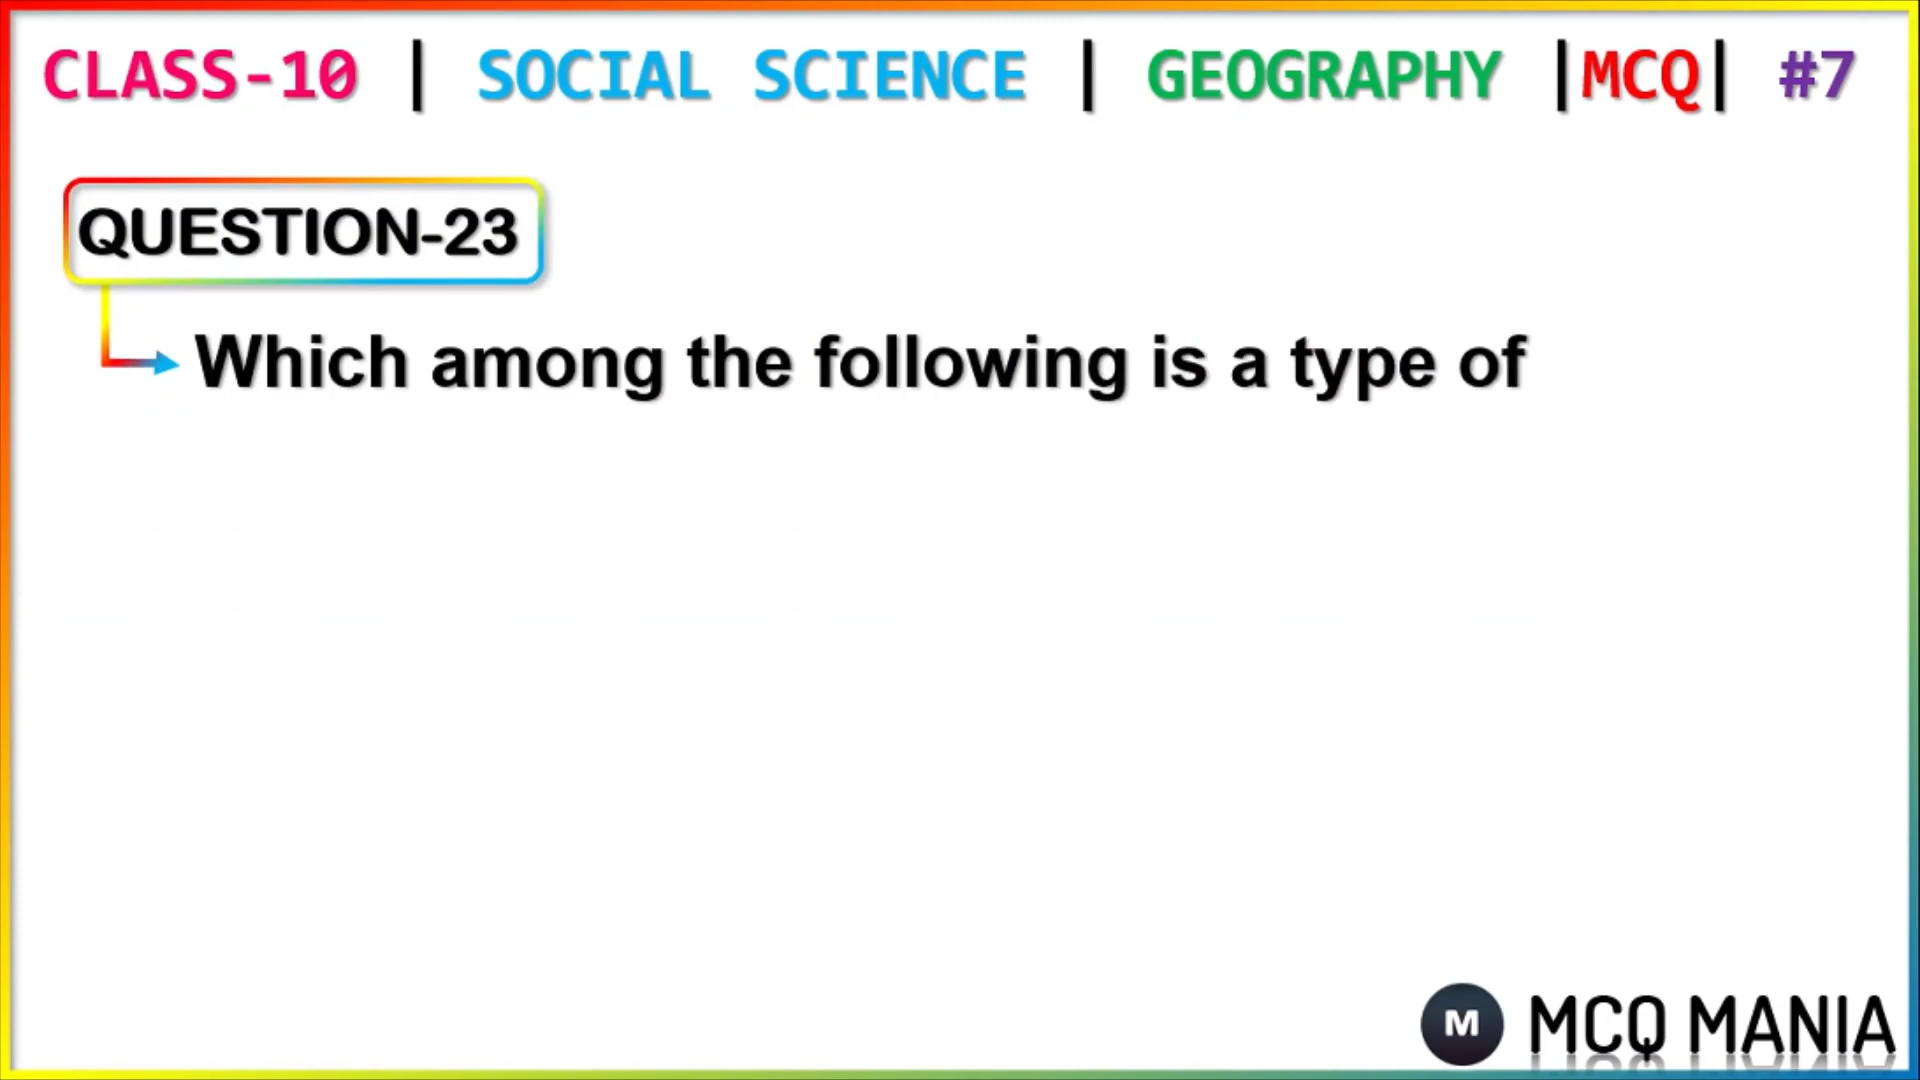 CLASS-10 | SOCIAL SCIENCE | GEOGRAPHY |MCQ| #7
QUESTION-23
Which among the following is a type of
M MCQ MANIA